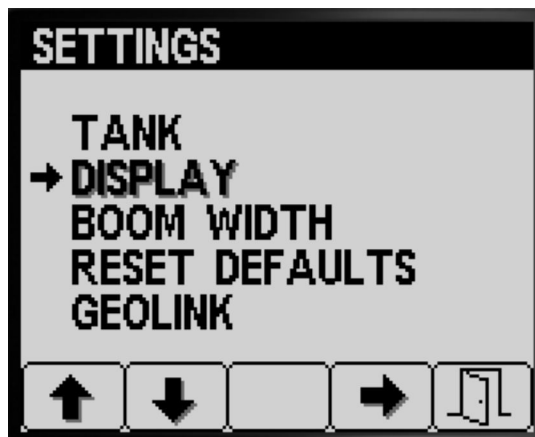 SETTINGS
TANK
DISPLAY
BOOM WIDTH
RESET DEFAULTS
GEOLINK